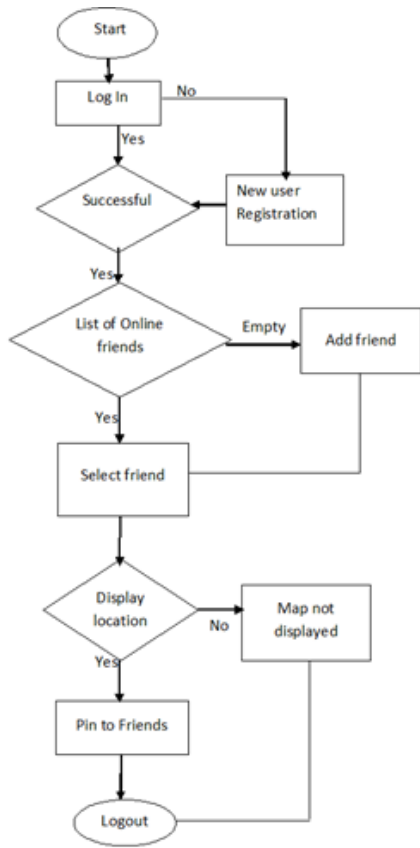 Start
Log In
No
Yes
Successful
New user
Registration
Yes
List of Online
friends
Empty
Add friend
Yes
Select friend
Display
location
No
Map not
displayed
Yes
Pin to Friends
Logout